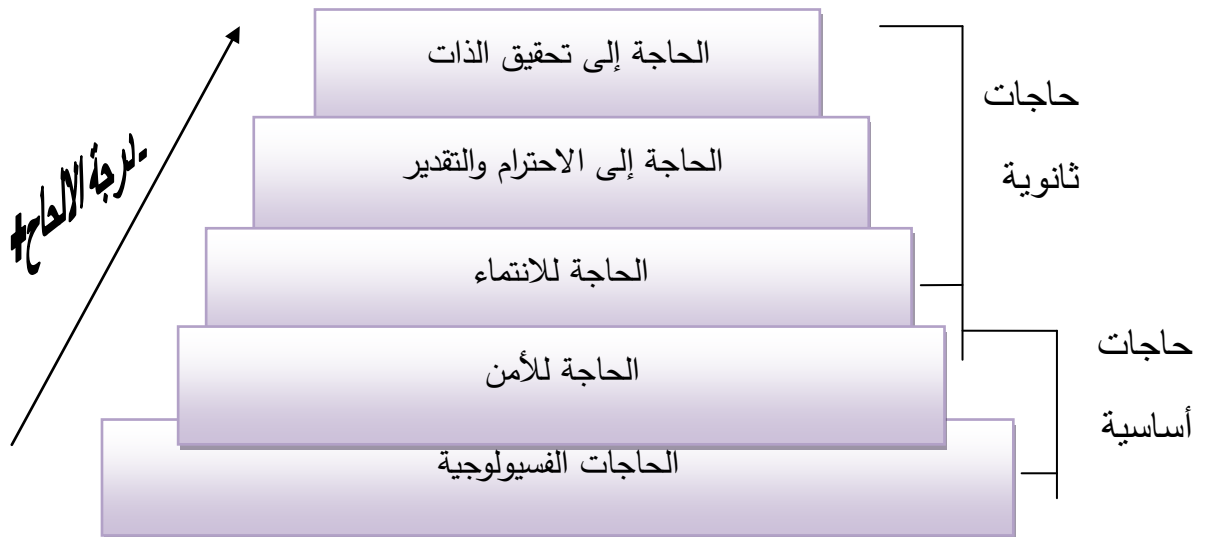 الحاجة إلى تحقيق الذات
الحاجة إلى الاحترام والتقدير
الحاجة للانتماء
الحاجة للأمن
الحاجات الفسيولوجية
حاجات
ثانوية
حاجات
أساسية
-درجة الالحاح+